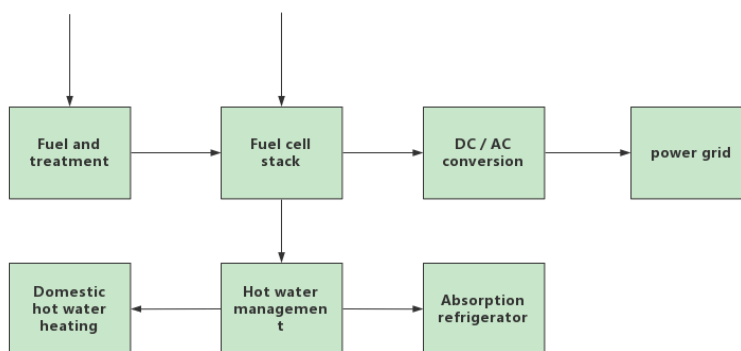 Fuel and
treatment
Fuel cell
stack
DC / AC
conversion
power grid
Domestic
hot water
heating
Hot water
managemen
t
Absorption
refrigerator